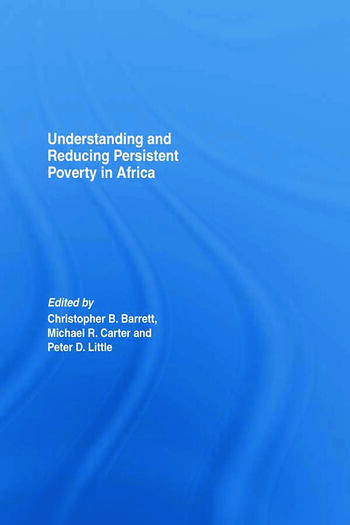 Understanding and
Reducing Persistent
Poverty in Africa
Edited by
Christopher B. Barrett,
Michael R. Carter and
Peter D. Little